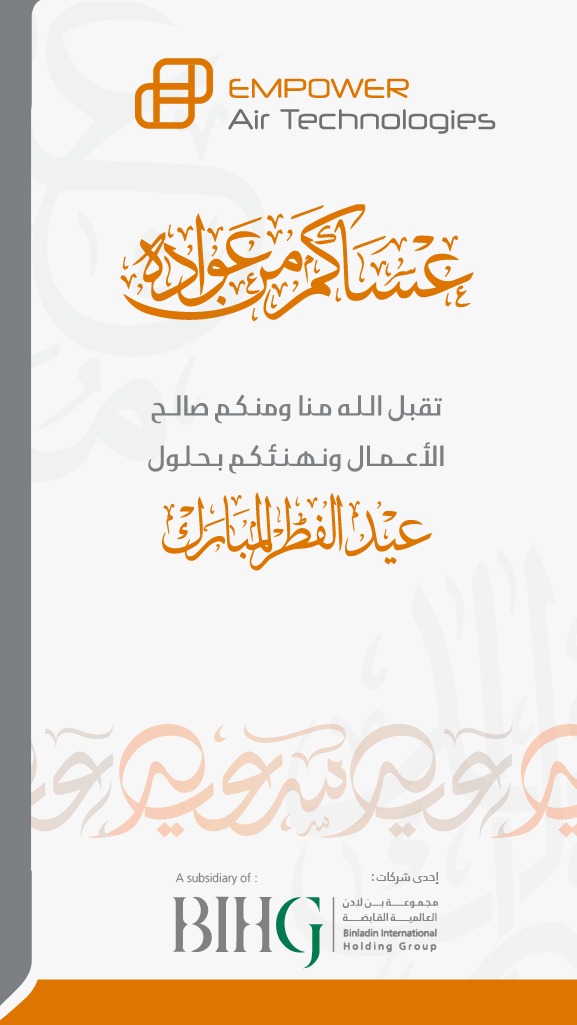 EMPOWER
Air Technologies
عساكم من عواده
تقبل الله منا ومنكم صالح
الأعمال ونهنئكم بحلول
عيد الفطر المبارك
عيد سعيد عيد
A subsidiary of :
إحدى شركات :
BIHG
مجموعة بن لادن
العالمية القابضة
Binladin International
Holding Group